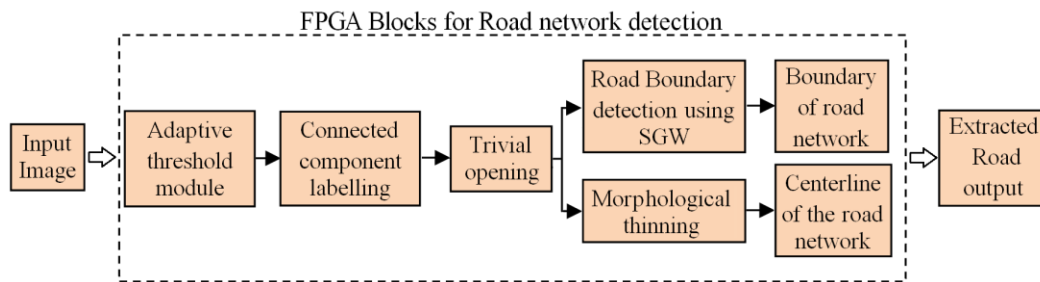 FPGA Blocks for Road network detection
Input
Image
Adaptive
threshold
module
Connected
component
labelling
Trivial
opening
Road Boundary
detection using
SGW
Boundary
of road
network
Morphological
thinning
Centerline
of the road
network
Extracted
Road
output